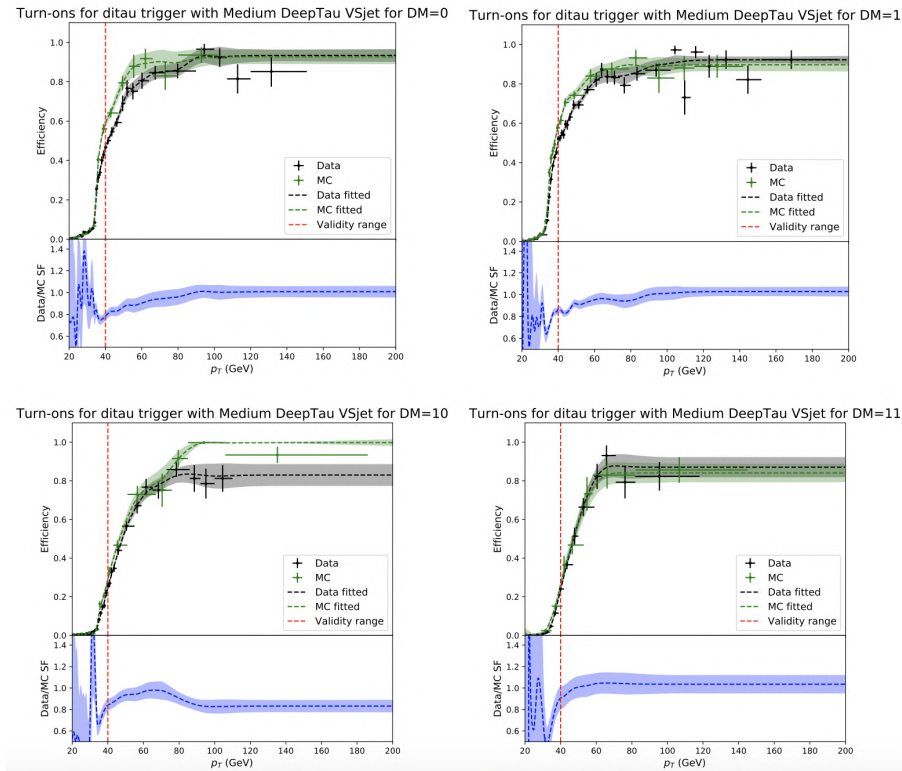 Turn-ons for ditau trigger with Medium DeepTau VSjet for DM=0
1.0
0.8
0.6
0.4
0.2
0.0
Efficiency
Data
MC
Data fitted
MC fitted
Validity range
1.4
1.2
1.0
0.8
0.6
Data/MC SF
20 40 60 80 100 120 140 160 180 200
pT (GeV)
Turn-ons for ditau trigger with Medium DeepTau VSjet for DM=1
1.0
0.8
0.6
0.4
0.2
0.0
Efficiency
Data
MC
Data fitted
MC fitted
Validity range
1.4
1.2
1.0
0.8
0.6
Data/MC SF
20 40 60 80 100 120 140 160 180 200
pT (GeV)
Turn-ons for ditau trigger with Medium DeepTau VSjet for DM=10
1.0
0.8
0.6
0.4
0.2
0.0
Efficiency
Data
MC
Data fitted
MC fitted
Validity range
1.4
1.2
1.0
0.8
0.6
Data/MC SF
20 40 60 80 100 120 140 160 180 200
pT (GeV)
Turn-ons for ditau trigger with Medium DeepTau VSjet for DM=11
1.0
0.8
0.6
0.4
0.2
0.0
Efficiency
Data
MC
Data fitted
MC fitted
Validity range
1.4
1.2
1.0
0.8
0.6
Data/MC SF
20 40 60 80 100 120 140 160 180 200
pT (GeV)